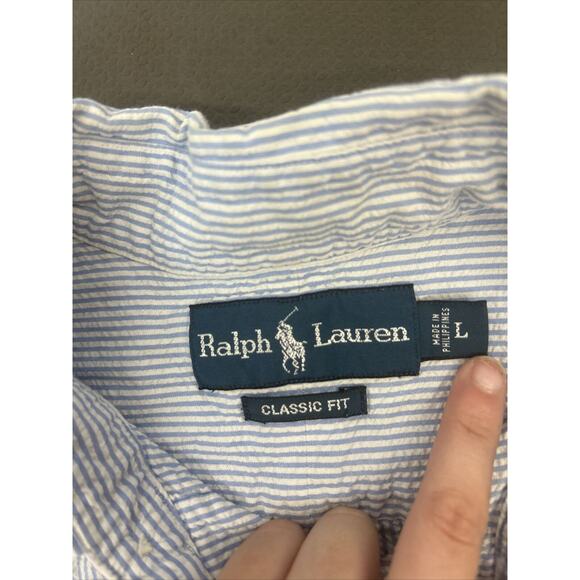 Ralph Lauren
MADE IN
PHILIPPINES
L
CLASSIC FIT